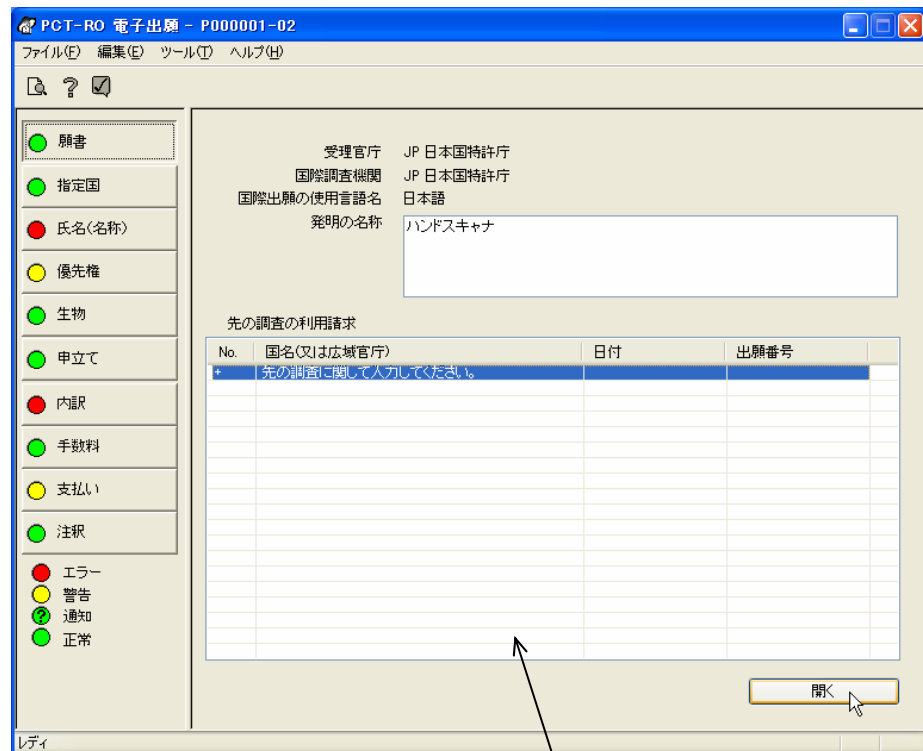 PCT-RO 電子出願 - P000001-02
ファイル(F) 編集(E) ツール(T) ヘルプ(H)
願書
指定国
氏名(名称)
優先権
生物
申立て
内訳
手数料
支払い
注釈
エラー
警告
通知
正常
受理官庁 JP 日本国特許庁
国際調査機関 JP 日本国特許庁
国際出願の使用言語名 日本語
発明の名称 ハンドスキャナ
先の調査の利用請求
No. 国名(又は広域官庁) 日付 出願番号
+ 先の調査に関して入力してください。
開く
レディ